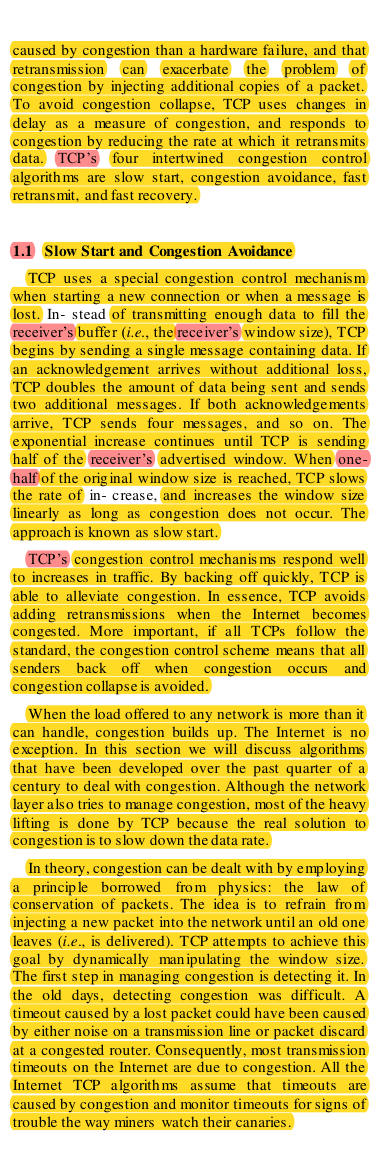 caused by congestion than a hardware failure, and that
retransmission can exacerbate the problem of
congestion by injecting additional copies of a packet.
To avoid congestion collapse, TCP uses changes in
delay as a measure of congestion, and responds to
congestion by reducing the rate at which it retransmits
data. TCP's four intertwined congestion control
algorithms are slow start, congestion avoidance, fast
retransmit, and fast recovery.
1.1 Slow Start and Congestion Avoidance
TCP uses a special congestion control mechanism
when starting a new connection or when a message is
lost. In- stead of transmitting enough data to fill the
receiver's buffer (i.e., the receiver's window size), TCP
begins by sending a single message containing data. If
an acknowledgement arrives without additional loss,
TCP doubles the amount of data being sent and sends
two additional messages. If both acknowledgements
arrive, TCP sends four messages, and so on. The
exponential increase continues until TCP is sending
half of the receiver's advertised window. When one-
half of the original window size is reached, TCP slows
the rate of in- crease, and increases the window size
linearly as long as congestion does not occur. The
approach is known as slow start.
TCP's congestion control mechanisms respond well
to increases in traffic. By backing off quickly, TCP is
able to alleviate congestion. In essence, TCP avoids
adding retransmissions when the Internet becomes
congested. More important, if all TCPs follow the
standard, the congestion control scheme means that all
senders back off when congestion occurs and
congestion collapse is avoided.
When the load offered to any network is more than it
can handle, congestion builds up. The Internet is no
exception. In this section we will discuss algorithms
that have been developed over the past quarter of a
century to deal with congestion. Although the network
layer also tries to manage congestion, most of the heavy
lifting is done by TCP because the real solution to
congestion is to slow down the data rate.
In theory, congestion can be dealt with by employing
a principle borrowed from physics: the law of
conservation of packets. The idea is to refrain from
injecting a new packet into the network until an old one
leaves (i.e., is delivered). TCP attempts to achieve this
goal by dynamically manipulating the window size.
The first step in managing congestion is detecting it. In
the old days, detecting congestion was difficult. A
timeout caused by a lost packet could have been caused
by either noise on a transmission line or packet discard
at a congested router. Consequently, most transmission
timeouts on the Internet are due to congestion. All the
Internet TCP algorithms assume that timeouts are
caused by congestion and monitor timeouts for signs of
trouble the way miners watch their canaries.